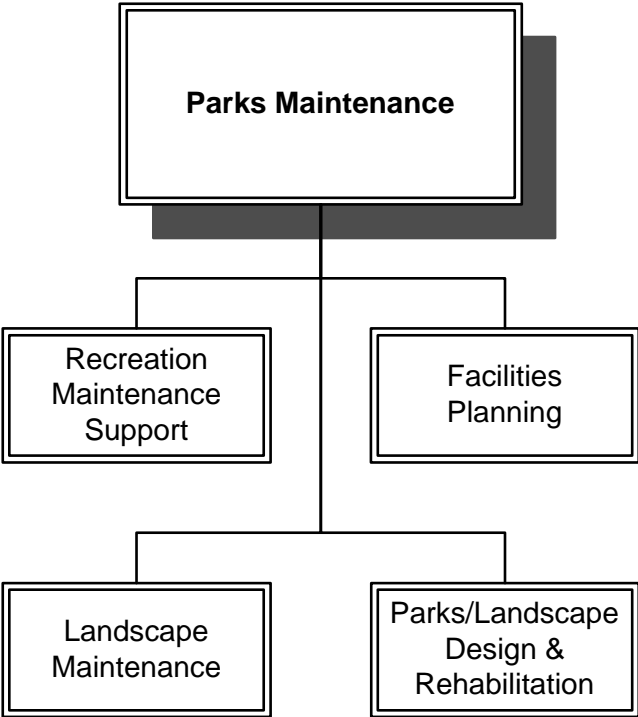 Parks Maintenance
Recreation
Maintenance
Support
Facilities
Planning
Landscape
Maintenance
Parks/Landscape
Design &
Rehabilitation